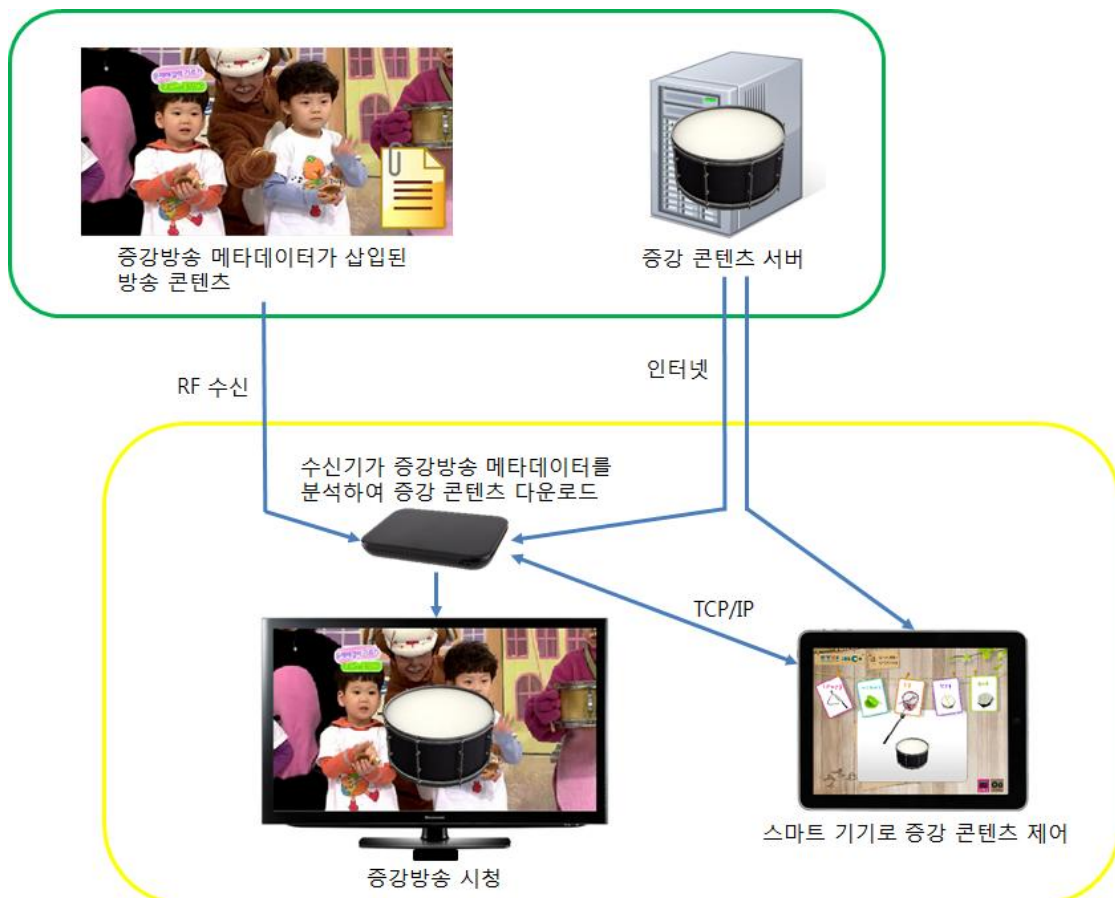 증강방송 메타데이터가 삽입된
방송 콘텐츠
증강 콘텐츠 서버
RF 수신
인터넷
수신기가 증강방송 메타데이터를
분석하여 증강 콘텐츠 다운로드
TCP/IP
증강방송 시청
스마트 기기로 증강 콘텐츠 제어